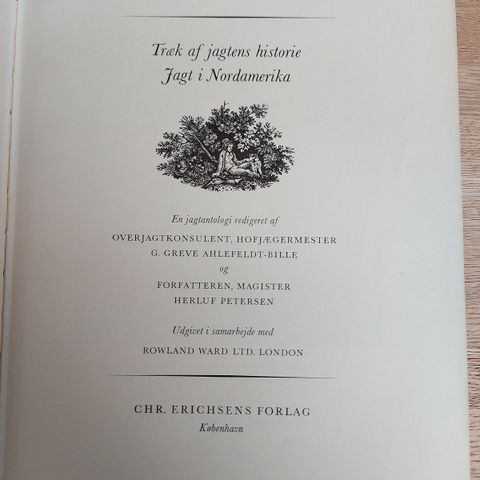 Træk af jagtens historie
Jagt i Nordamerika
En jagtantologi redigeret af
OVERJAGTKONSULENT, HOFJÆGERMESTER
G. GREVE AHLEFELDT-BILLE
og
FORFATTEREN, MAGISTER
HERLUF PETERSEN
Udgivet i samarbejde med
ROWLAND WARD LTD. LONDON
CHR. ERICHSENS FORLAG
København